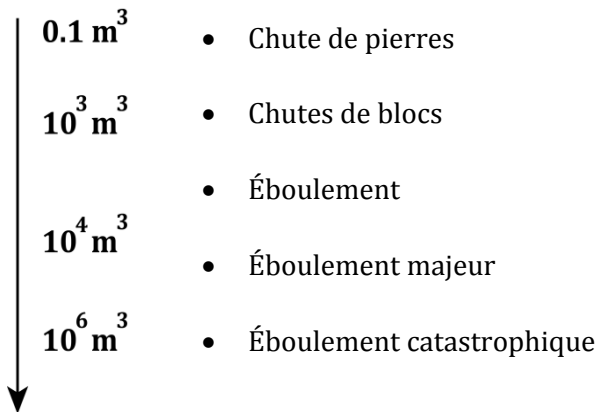 0.1 m³
• Chute de pierres
10³ m³
• Chutes de blocs
• Éboulement
10⁴ m³
• Éboulement majeur
10⁶ m³
• Éboulement catastrophique